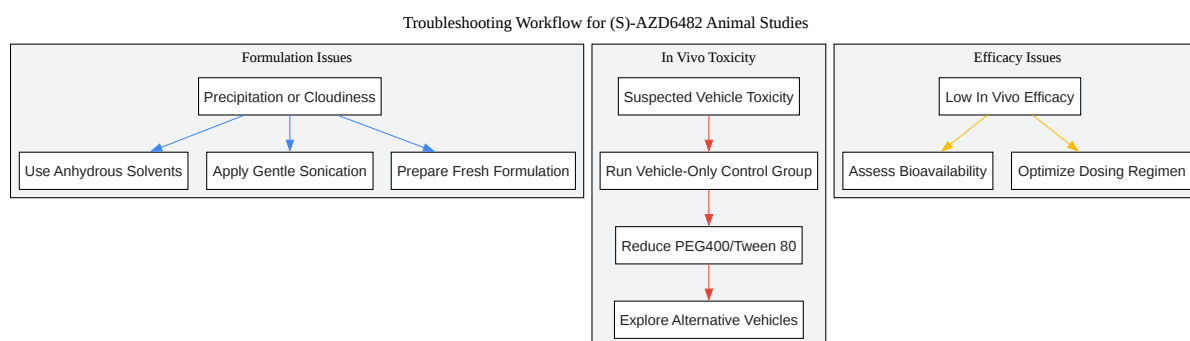 Troubleshooting Workflow for (S)-AZD6482 Animal Studies
Formulation Issues
Precipitation or Cloudiness
Use Anhydrous Solvents
Apply Gentle Sonication
Prepare Fresh Formulation
In Vivo Toxicity
Suspected Vehicle Toxicity
Run Vehicle-Only Control Group
Reduce PEG400/Tween 80
Explore Alternative Vehicles
Efficacy Issues
Low In Vivo Efficacy
Assess Bioavailability
Optimize Dosing Regimen